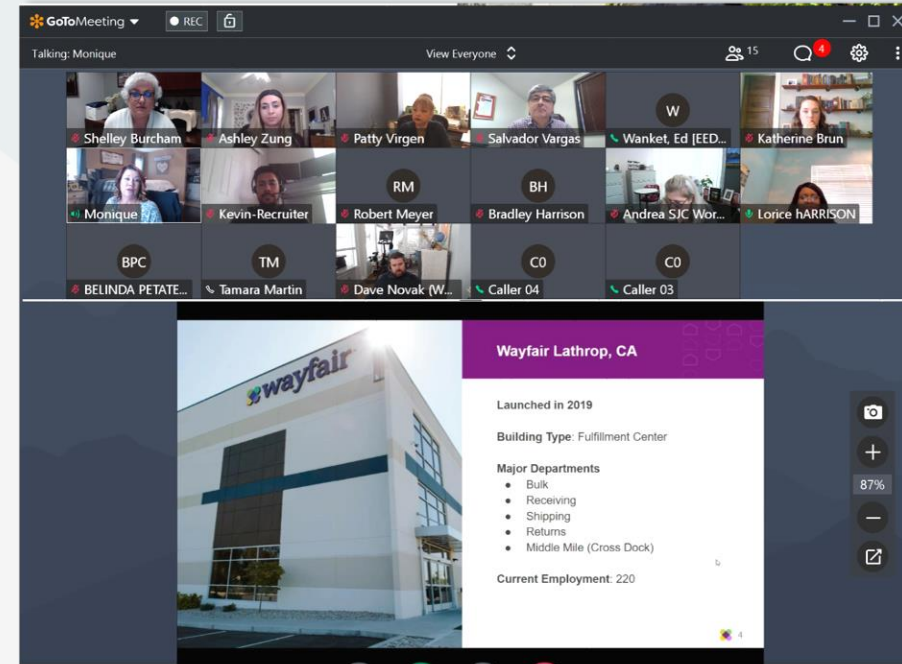 GoToMeeting
REC
Talking: Monique
View Everyone
15
4
Shelley Burcham
Ashley Zung
Patty Virgen
Salvador Vargas
W
Wanket, Ed [EED...
Katherine Brun
Monique
Kevin-Recruiter
RM
Robert Meyer
BH
Bradley Harrison
Andrea SJC Wor...
Lorice hARRISON
BPC
BELINDA PETATE...
TM
Tamara Martin
Dave Novak (W...
C0
Caller 04
C0
Caller 03
wayfair
Wayfair Lathrop, CA
Launched in 2019
Building Type: Fulfillment Center
Major Departments
● Bulk
● Receiving
● Shipping
● Returns
● Middle Mile (Cross Dock)
Current Employment: 220
4
87%